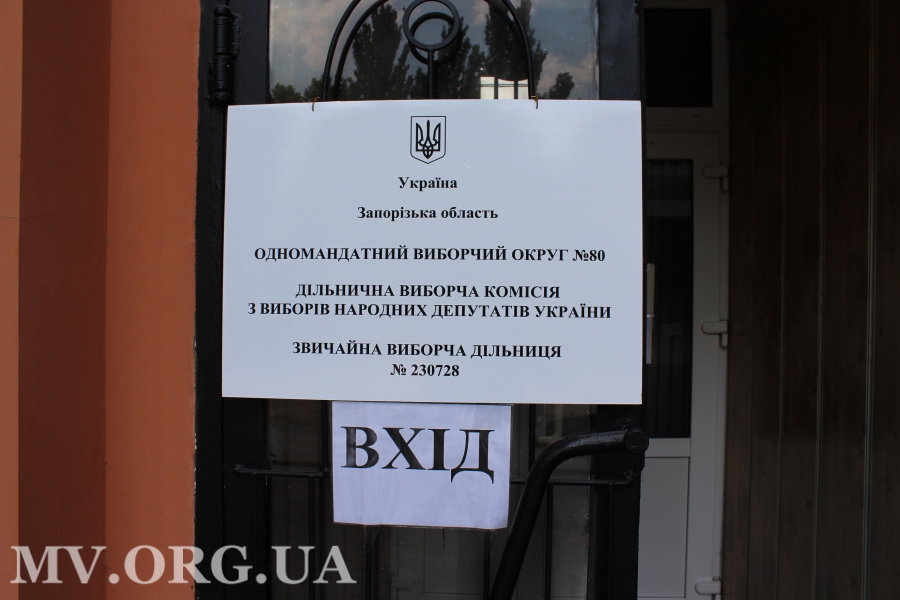 Україна
Запорізька область
ОДНОМАНДАТНИЙ ВИБОРЧИЙ ОКРУГ №80
ДІЛЬНИЧНА ВИБОРЧА КОМІСІЯ
З ВИБОРІВ НАРОДНИХ ДЕПУТАТІВ УКРАЇНИ
ЗВИЧАЙНА ВИБОРЧА ДІЛЬНИЦЯ
№ 230728
ВХІД
MV.ORG.UA